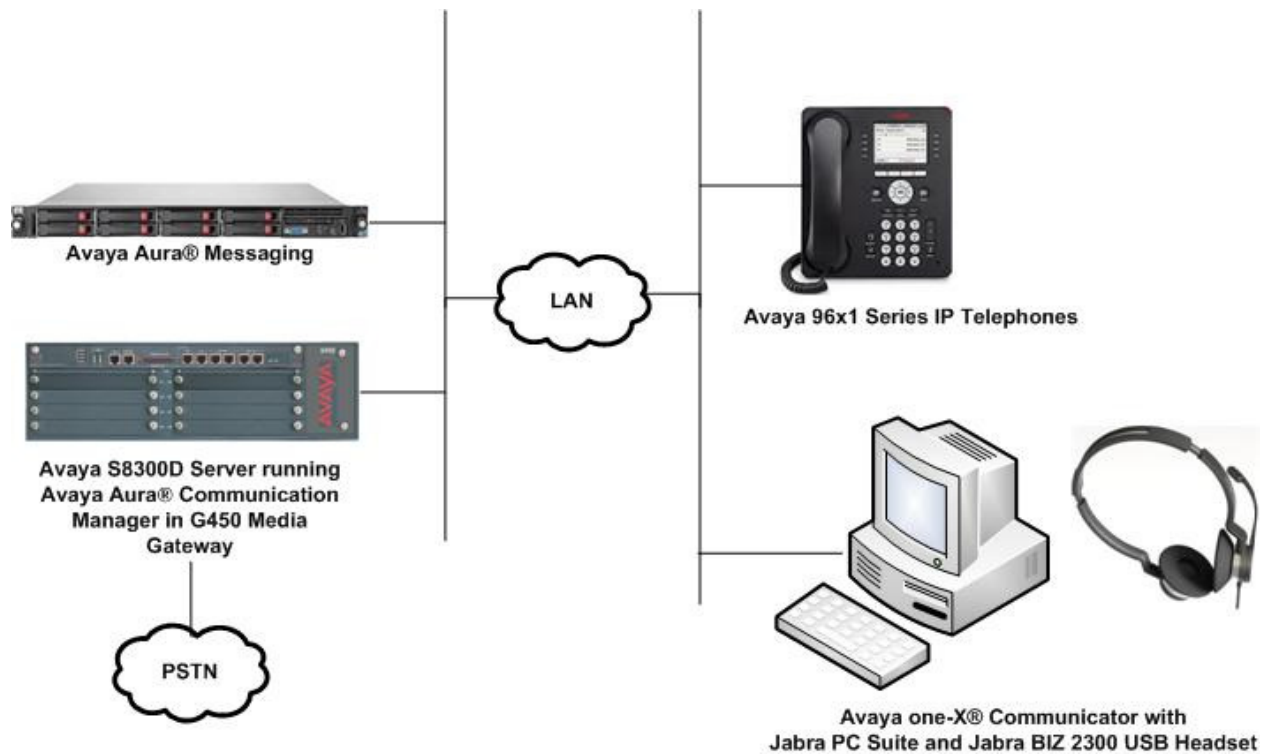 Avaya Aura® Messaging
LAN
Avaya 96x1 Series IP Telephones
AVAYA
Avaya S8300D Server running
Avaya Aura® Communication
Manager in G450 Media
Gateway
PSTN
Avaya one-X® Communicator with
Jabra PC Suite and Jabra BIZ 2300 USB Headset